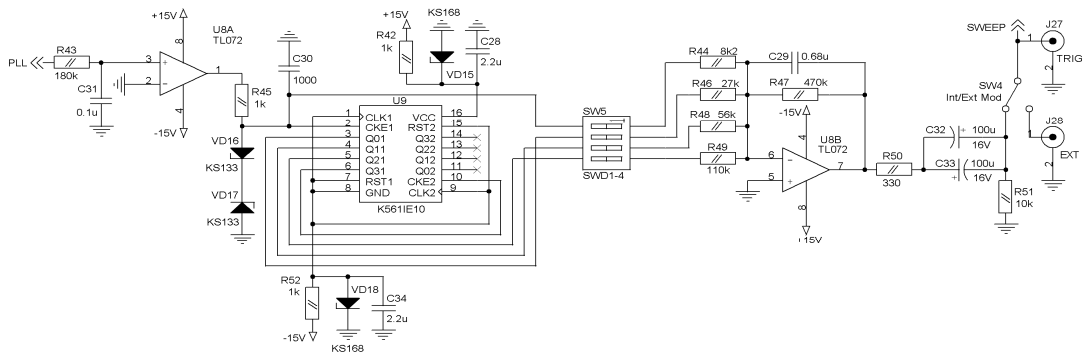 +15V
U8A
TL072
8
PLL
R43
180k
3
2
1
4
-15V
C31
0.1u
R45
1k
VD16
KS133
VD17
KS133
C30
1000
+15V
R42
1k
KS168
VD15
C28
2.2u
U9
1 CLK1 VCC 16
2 CKE1 RST2 15
3 Q01 Q32 14
4 Q11 Q22 13
5 Q21 Q12 12
6 Q31 Q02 11
7 RST1 CKE2 10
8 GND CLK2 9
K561IE10
R52
1k
-15V
VD18
KS168
C34
2.2u
SW5
SWD1-4
R44 8k2
R46 27k
R48 56k
R49
110k
C29 0.68u
R47 470k
-15V
4
U8B
TL072
6
5
7
8
+15V
R50
330
C32 + 100u
16V
C33 100u
+ 16V
R51
10k
SW4
Int/Ext Mod
SWEEP
J27
1
2
TRIG
J28
1
2
EXT